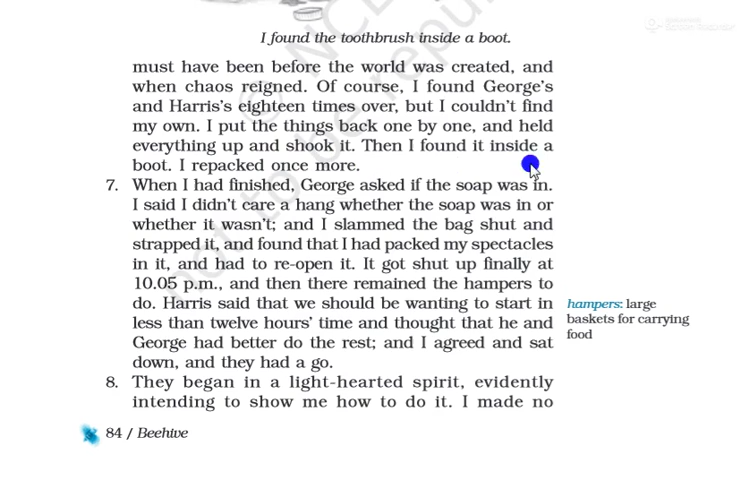 I found the toothbrush inside a boot.
must have been before the world was created, and
when chaos reigned. Of course, I found George's
and Harris's eighteen times over, but I couldn't find
my own. I put the things back one by one, and held
everything up and shook it. Then I found it inside a
boot. I repacked once more.
7. When I had finished, George asked if the soap was in.
I said I didn't care a hang whether the soap was in or
whether it wasn't; and I slammed the bag shut and
strapped it, and found that I had packed my spectacles
in it, and had to re-open it. It got shut up finally at
10.05 p.m., and then there remained the hampers to
do. Harris said that we should be wanting to start in
less than twelve hours' time and thought that he and
George had better do the rest; and I agreed and sat
down, and they had a go.
hampers: large
baskets for carrying
food
8. They began in a light-hearted spirit, evidently
intending to show me how to do it. I made no
84 / Beehive